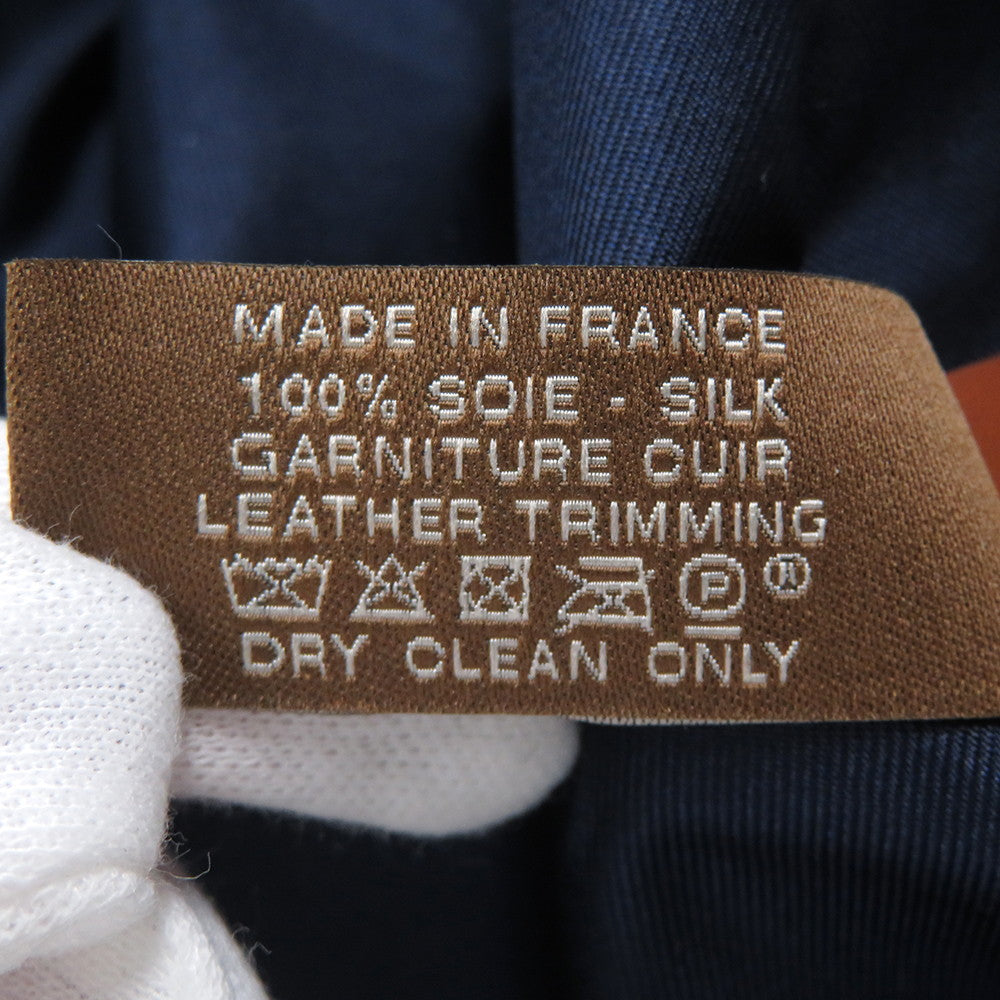 MADE IN FRANCE
100% SOIE - SILK
GARNITURE CUIR
LEATHER TRIMMING
P ®
DRY CLEAN ONLY